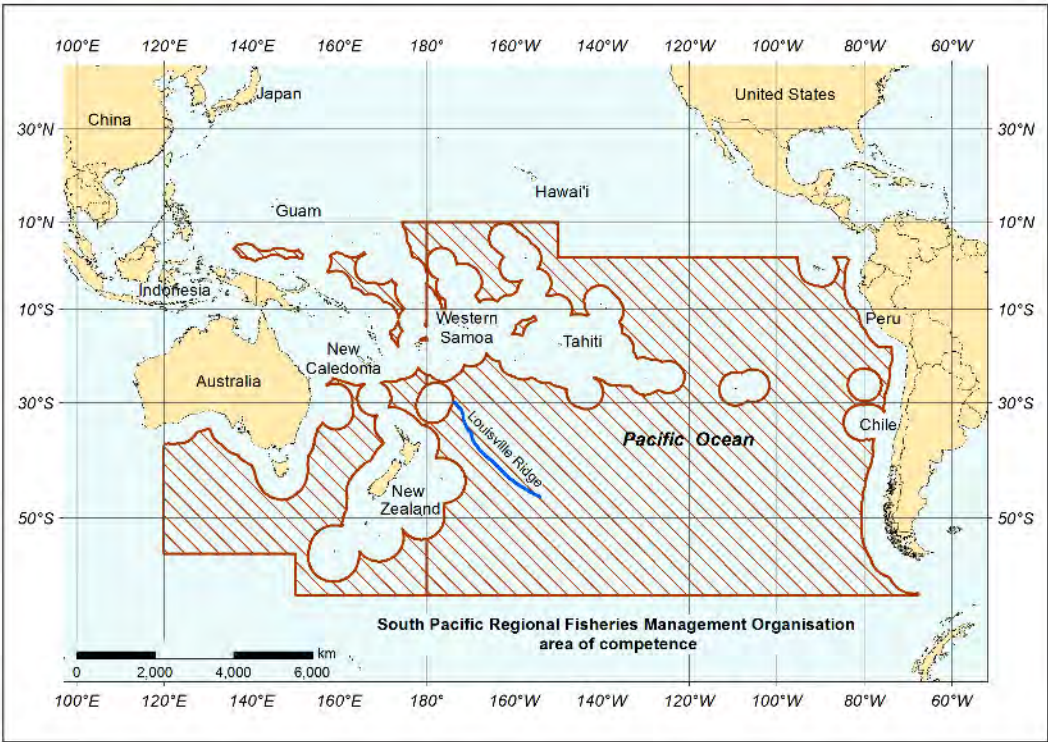 100°E 120°E 140°E 160°E 180° 160°W 140°W 120°W 100°W 80°W 60°W
Japan
United States
China
30°N 30°N
Hawai'i
Guam
10°N 10°N
Indonesia
10°S 10°S
Western
Samoa
Peru
New
Caledonia
Tahiti
Australia
30°S 30°S
Chile
Pacific Ocean
Louisville Ridge
New
Zealand
50°S 50°S
South Pacific Regional Fisheries Management Organisation
area of competence
km
0 2,000 4,000 6,000
100°E 120°E 140°E 160°E 180° 160°W 140°W 120°W 100°W 80°W 60°W